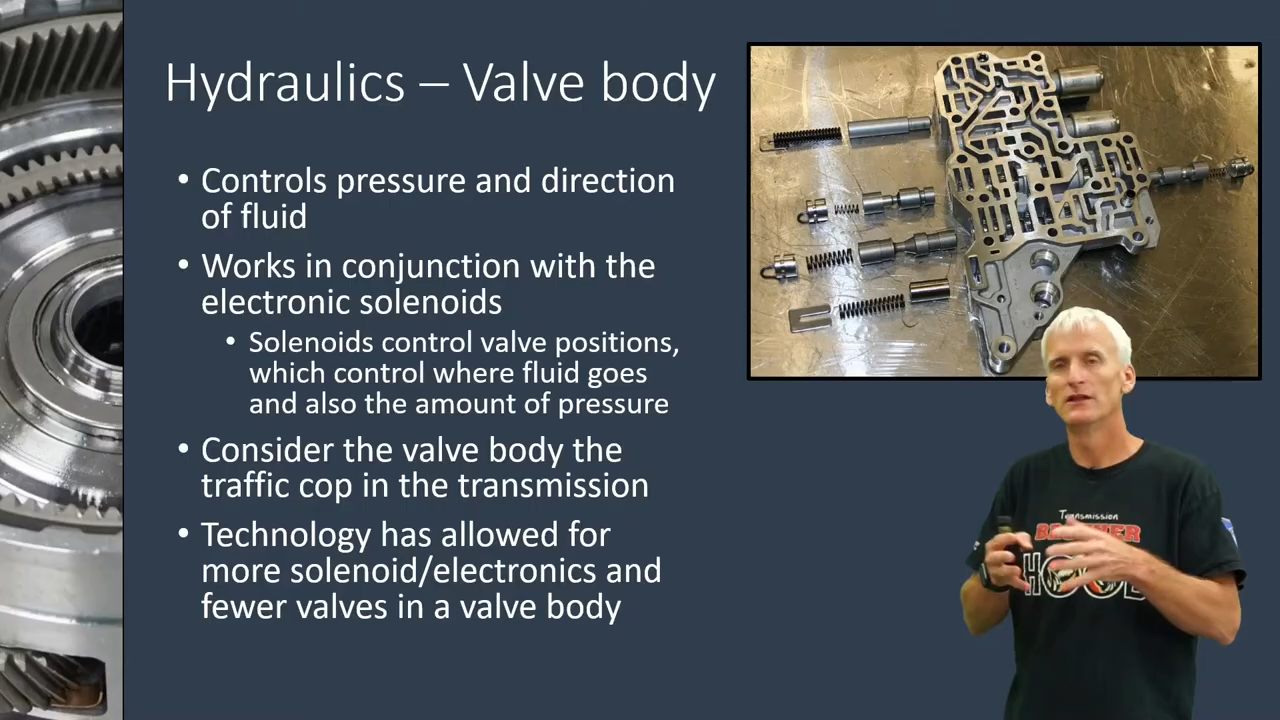 Hydraulics – Valve body
• Controls pressure and direction
of fluid
• Works in conjunction with the
electronic solenoids
• Solenoids control valve positions,
which control where fluid goes
and also the amount of pressure
• Consider the valve body the
traffic cop in the transmission
• Technology has allowed for
more solenoid/electronics and
fewer valves in a valve body
Transmission